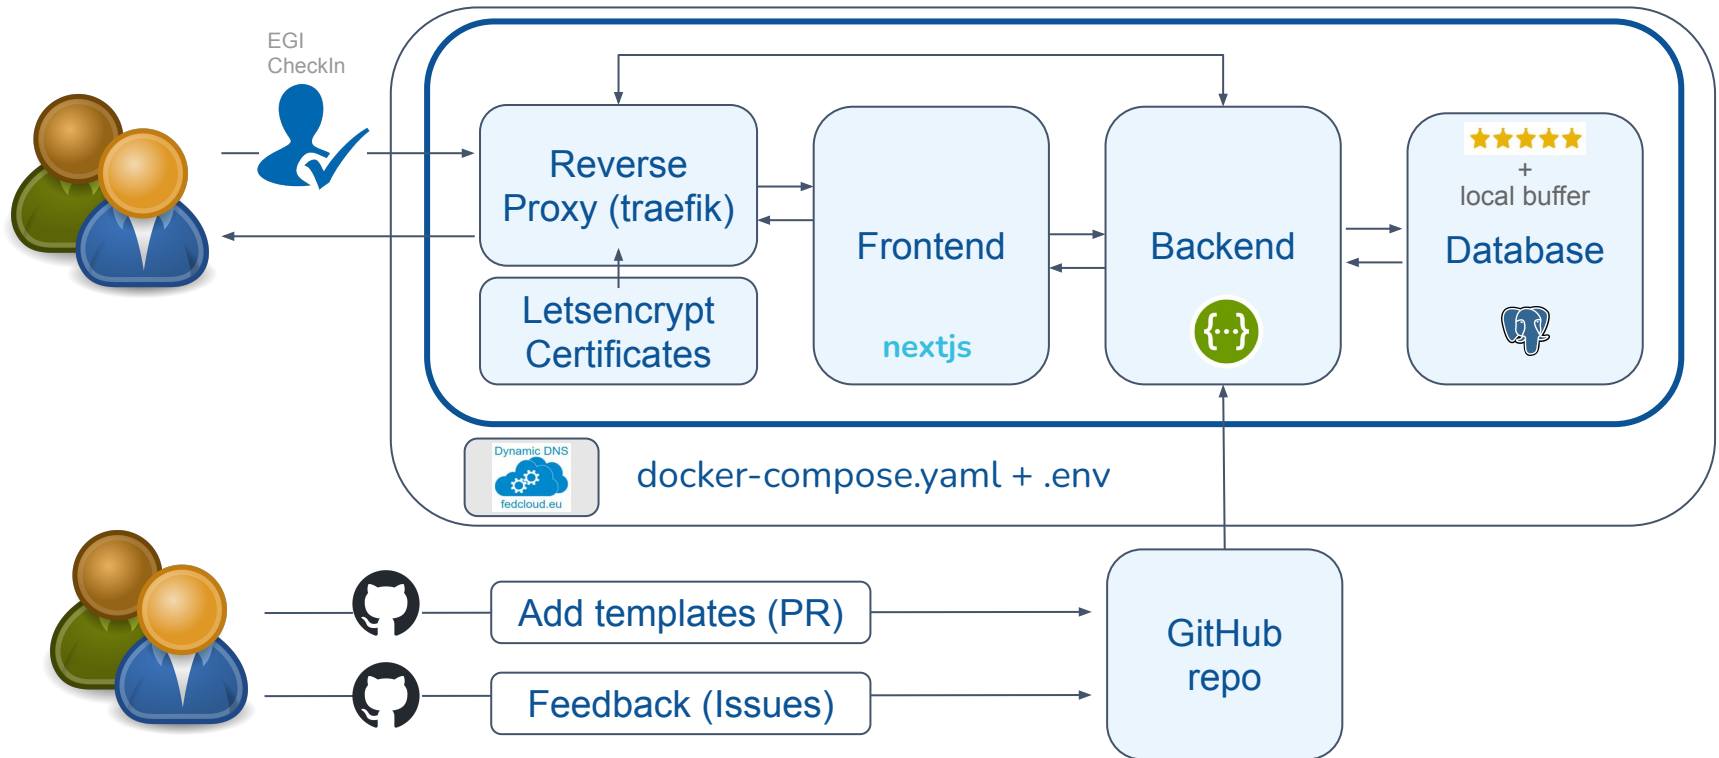 EGI
CheckIn
Reverse
Proxy (traefik)
Letsencrypt
Certificates
Frontend
nextjs
Backend
{···}
+
local buffer
Database
Dynamic DNS
fedcloud.eu
docker-compose.yaml + .env
Add templates (PR)
Feedback (Issues)
GitHub
repo